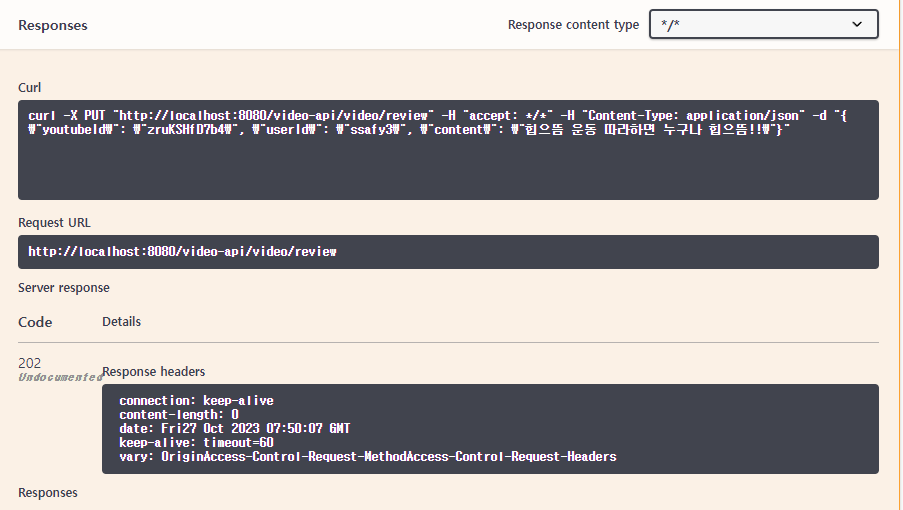 Responses
Response content type
*/*
Curl
curl -X PUT "http://localhost:8080/video-api/video/review" -H "accept: */*" -H "Content-Type: application/json" -d "{
₩"youtubeId₩": ₩"zruKSHfD7b4₩", ₩"userId₩": ₩"ssafy3₩", ₩"content₩": ₩"힙으뜸 운동 따라하면 누구나 힙으뜸!!₩"}"
Request URL
http://localhost:8080/video-api/video/review
Server response
Code Details
202
Undocumented
Response headers
connection: keep-alive
content-length: 0
date: Fri27 Oct 2023 07:50:07 GMT
keep-alive: timeout=60
vary: OriginAccess-Control-Request-MethodAccess-Control-Request-Headers
Responses